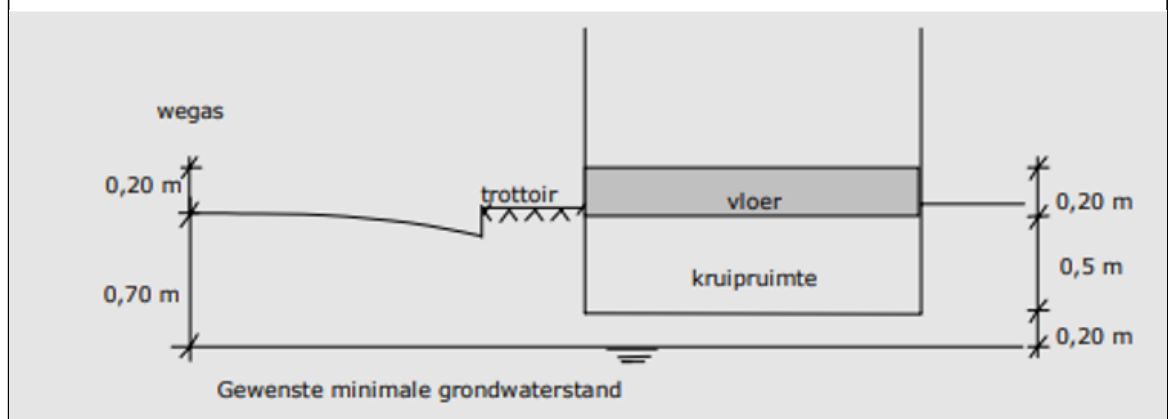 wegas
0,20 m
trottoir
vloer
0,20 m
0,5 m
kruipruimte
0,70 m
0,20 m
Gewenste minimale grondwaterstand